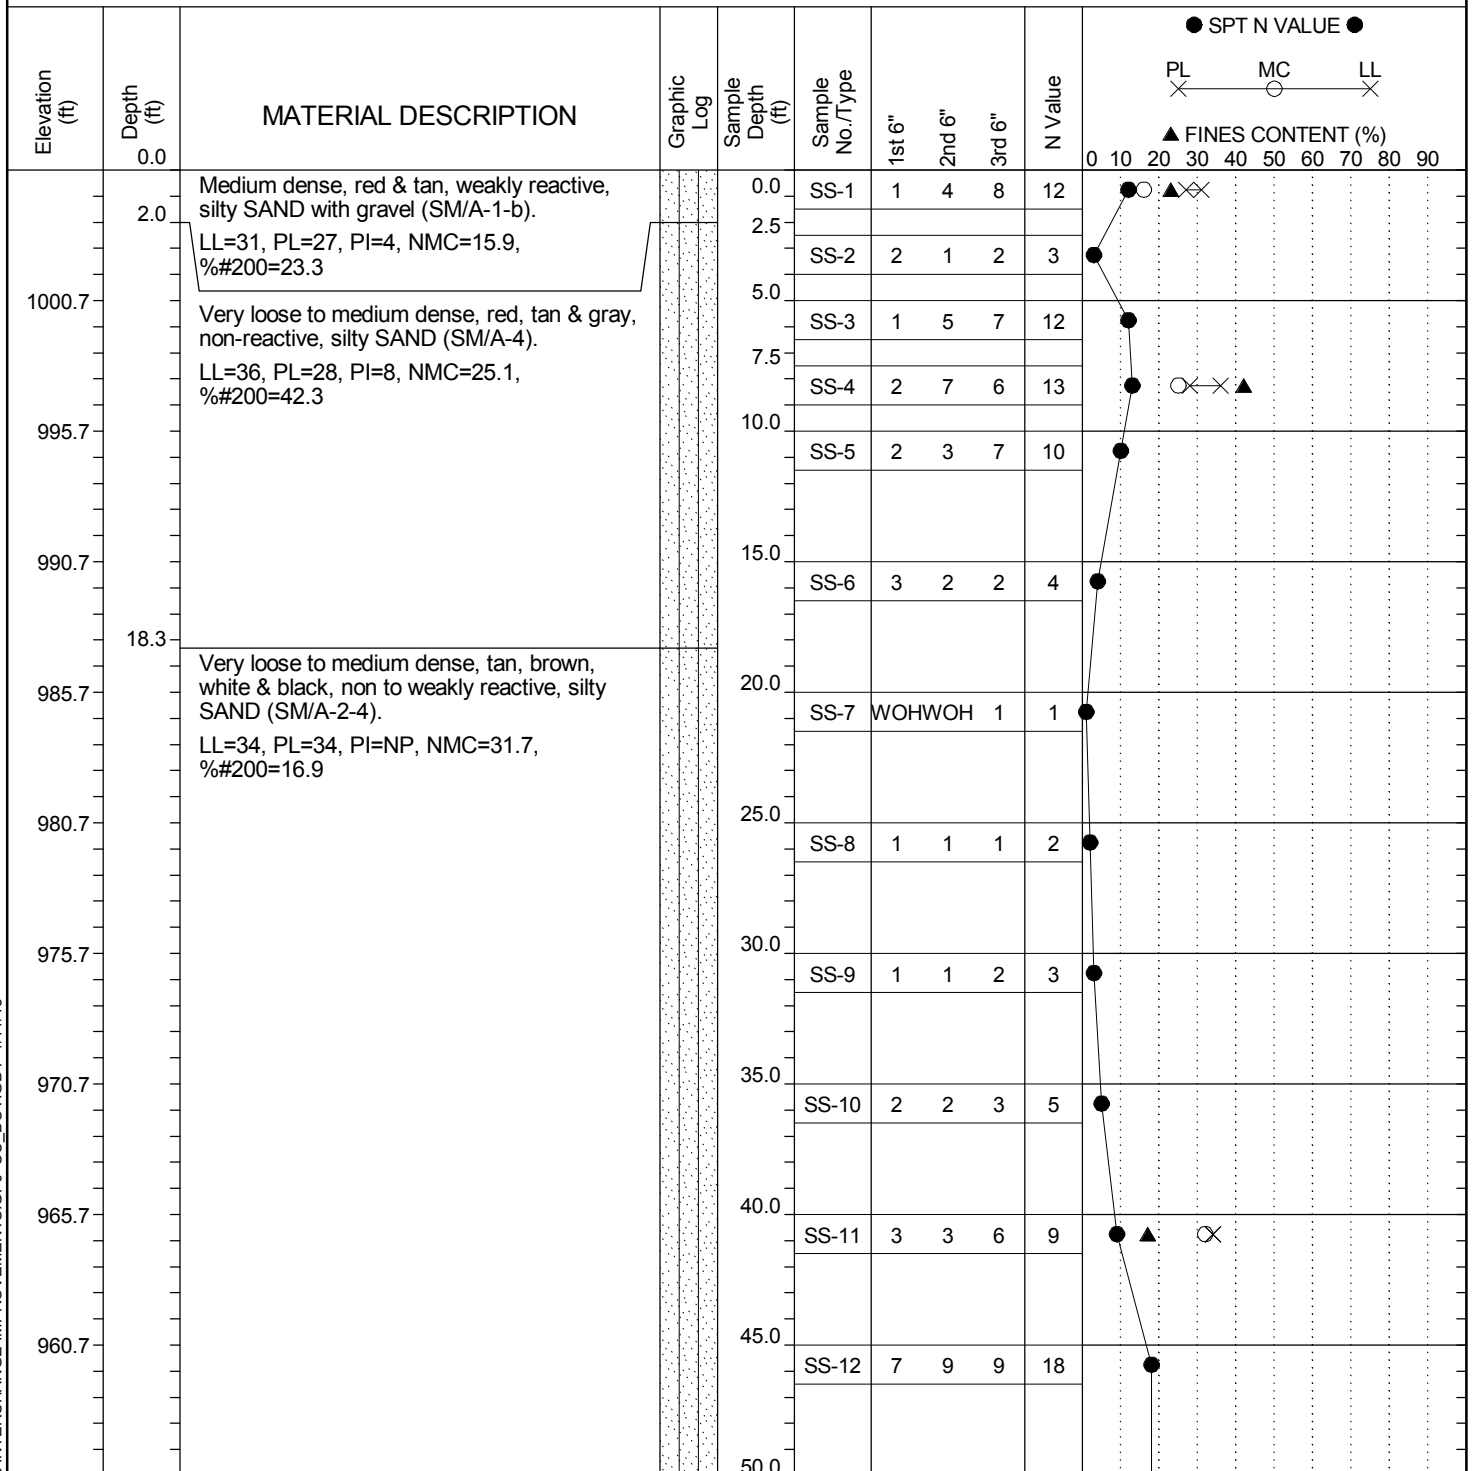 ● SPT N VALUE ●
PL MC LL
▲ FINES CONTENT (%)
Elevation (ft)
Depth (ft)
MATERIAL DESCRIPTION
Graphic Log
Sample Depth (ft)
Sample No./Type
1st 6"
2nd 6"
3rd 6"
N Value
0.0
0 10 20 30 40 50 60 70 80 90
Medium dense, red & tan, weakly reactive,
silty SAND with gravel (SM/A-1-b).
LL=31, PL=27, PI=4, NMC=15.9,
%#200=23.3
2.0
0.0
SS-1 1 4 8 12
2.5
SS-2 2 1 2 3
1000.7
5.0
Very loose to medium dense, red, tan & gray,
non-reactive, silty SAND (SM/A-4).
LL=36, PL=28, PI=8, NMC=25.1,
%#200=42.3
SS-3 1 5 7 12
7.5
SS-4 2 7 6 13
995.7
10.0
SS-5 2 3 7 10
990.7
15.0
SS-6 3 2 2 4
18.3
Very loose to medium dense, tan, brown,
white & black, non to weakly reactive, silty
SAND (SM/A-2-4).
LL=34, PL=34, PI=NP, NMC=31.7,
%#200=16.9
985.7
20.0
SS-7 WOH WOH 1 1
980.7
25.0
SS-8 1 1 1 2
975.7
30.0
SS-9 1 1 2 3
970.7
35.0
SS-10 2 2 3 5
965.7
40.0
SS-11 3 3 6 9
960.7
45.0
SS-12 7 9 9 18
50.0